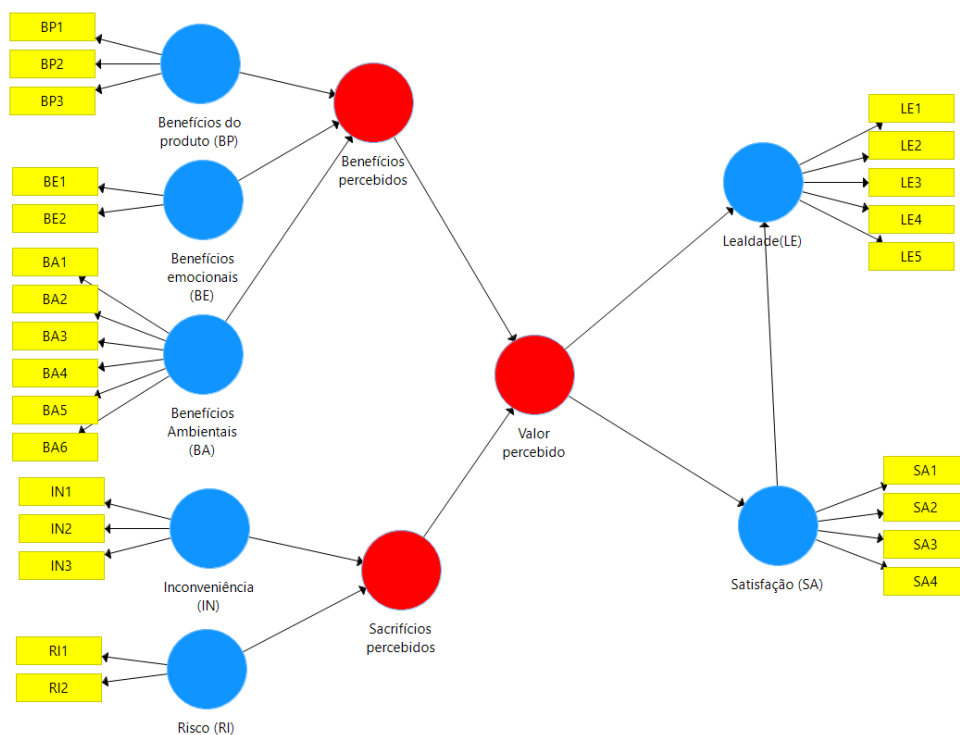 BP1
BP2
BP3
Benefícios do
produto (BP)
BE1
BE2
Benefícios
emocionais
(BE)
BA1
BA2
BA3
BA4
BA5
BA6
Benefícios
Ambientais
(BA)
IN1
IN2
IN3
Inconveniência
(IN)
RI1
RI2
Risco (RI)
Benefícios
percebidos
Sacrifícios
percebidos
Valor
percebido
Lealdade(LE)
LE1
LE2
LE3
LE4
LE5
Satisfação (SA)
SA1
SA2
SA3
SA4